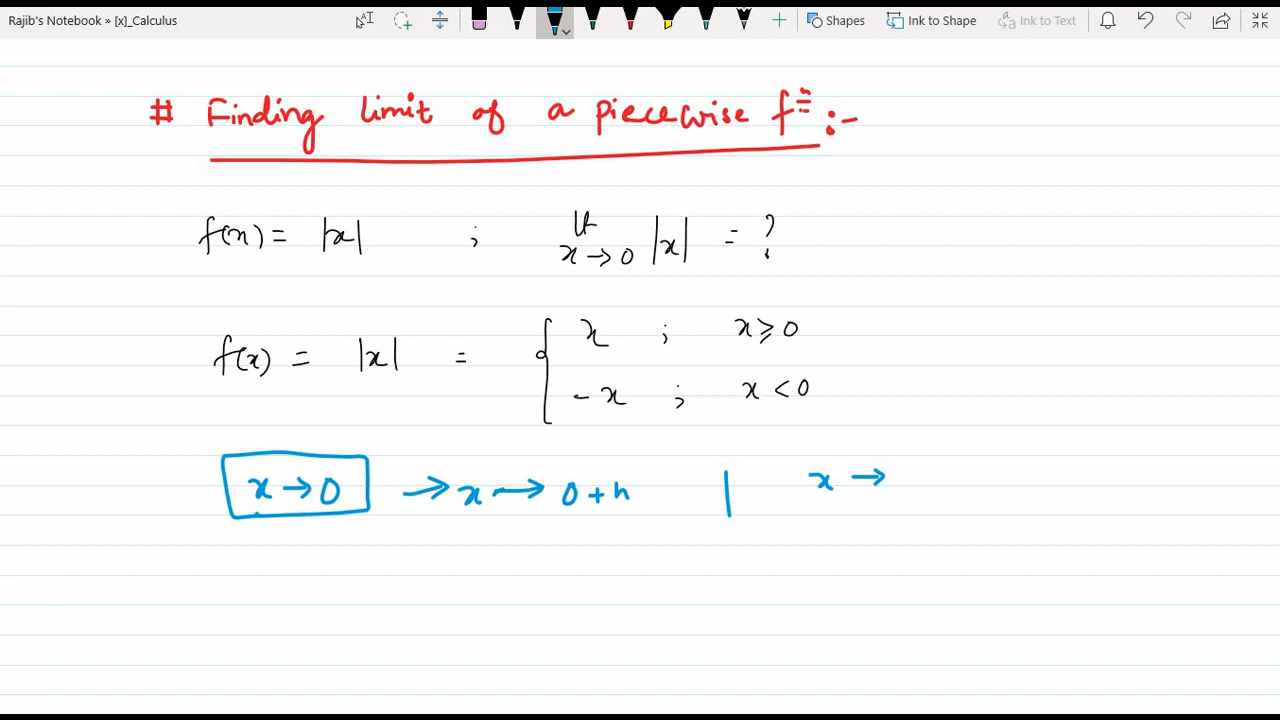 Rajib's Notebook » [x]_Calculus
Shapes Ink to Shape Ink to Text
# Finding limit of a piecewise fⁿ :-
f(x) = |x| ; lt x→0 |x| = ?
f(x) = |x| = { x ; x ⩾ 0
- x ; x < 0
x → 0 → x → 0 + h | x →